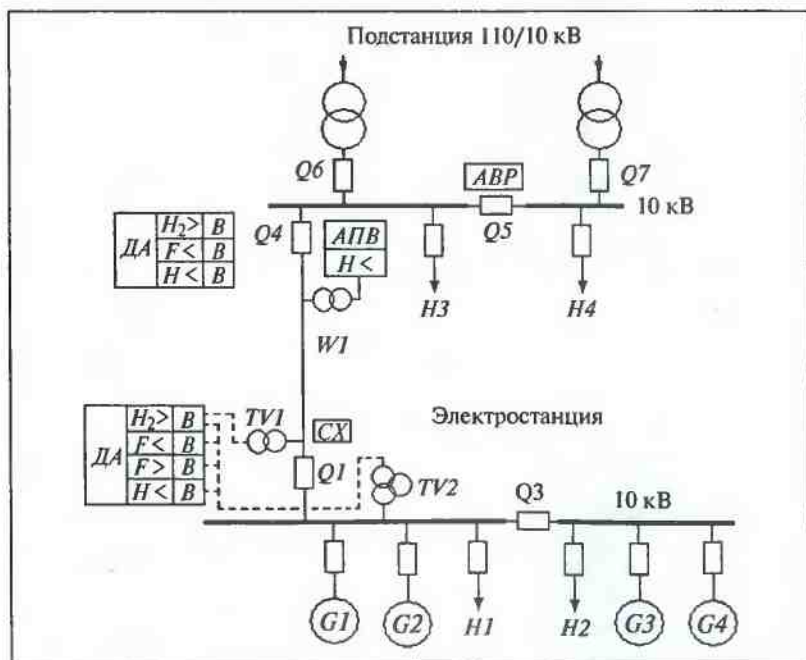 Подстанция 110/10 кВ
Q6
АВР
Q7
10 кВ
ДА
H₂> В
F< В
H< В
Q4
АПВ
H<
Q5
H3
H4
W1
Электростанция
ДА
H₂> В
F< В
F> В
H< В
TV1
СХ
Q1
TV2
Q3
10 кВ
G1
G2
H1
H2
G3
G4